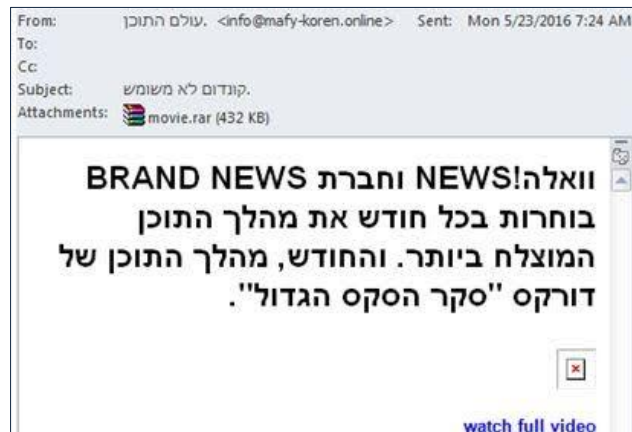 From: עולם התוכן. <info@mafy-koren.online> Sent: Mon 5/23/2016 7:24 AM
To:
Cc:
Subject: קונדום לא משומש.
Attachments: movie.rar (432 KB)
וואלה!NEWS וחברת BRAND NEWS
בוחרות בכל חודש את מהלך התוכן
המוצלח ביותר. והחודש, מהלך התוכן של
דורקס "סקר הסקס הגדול".
watch full video